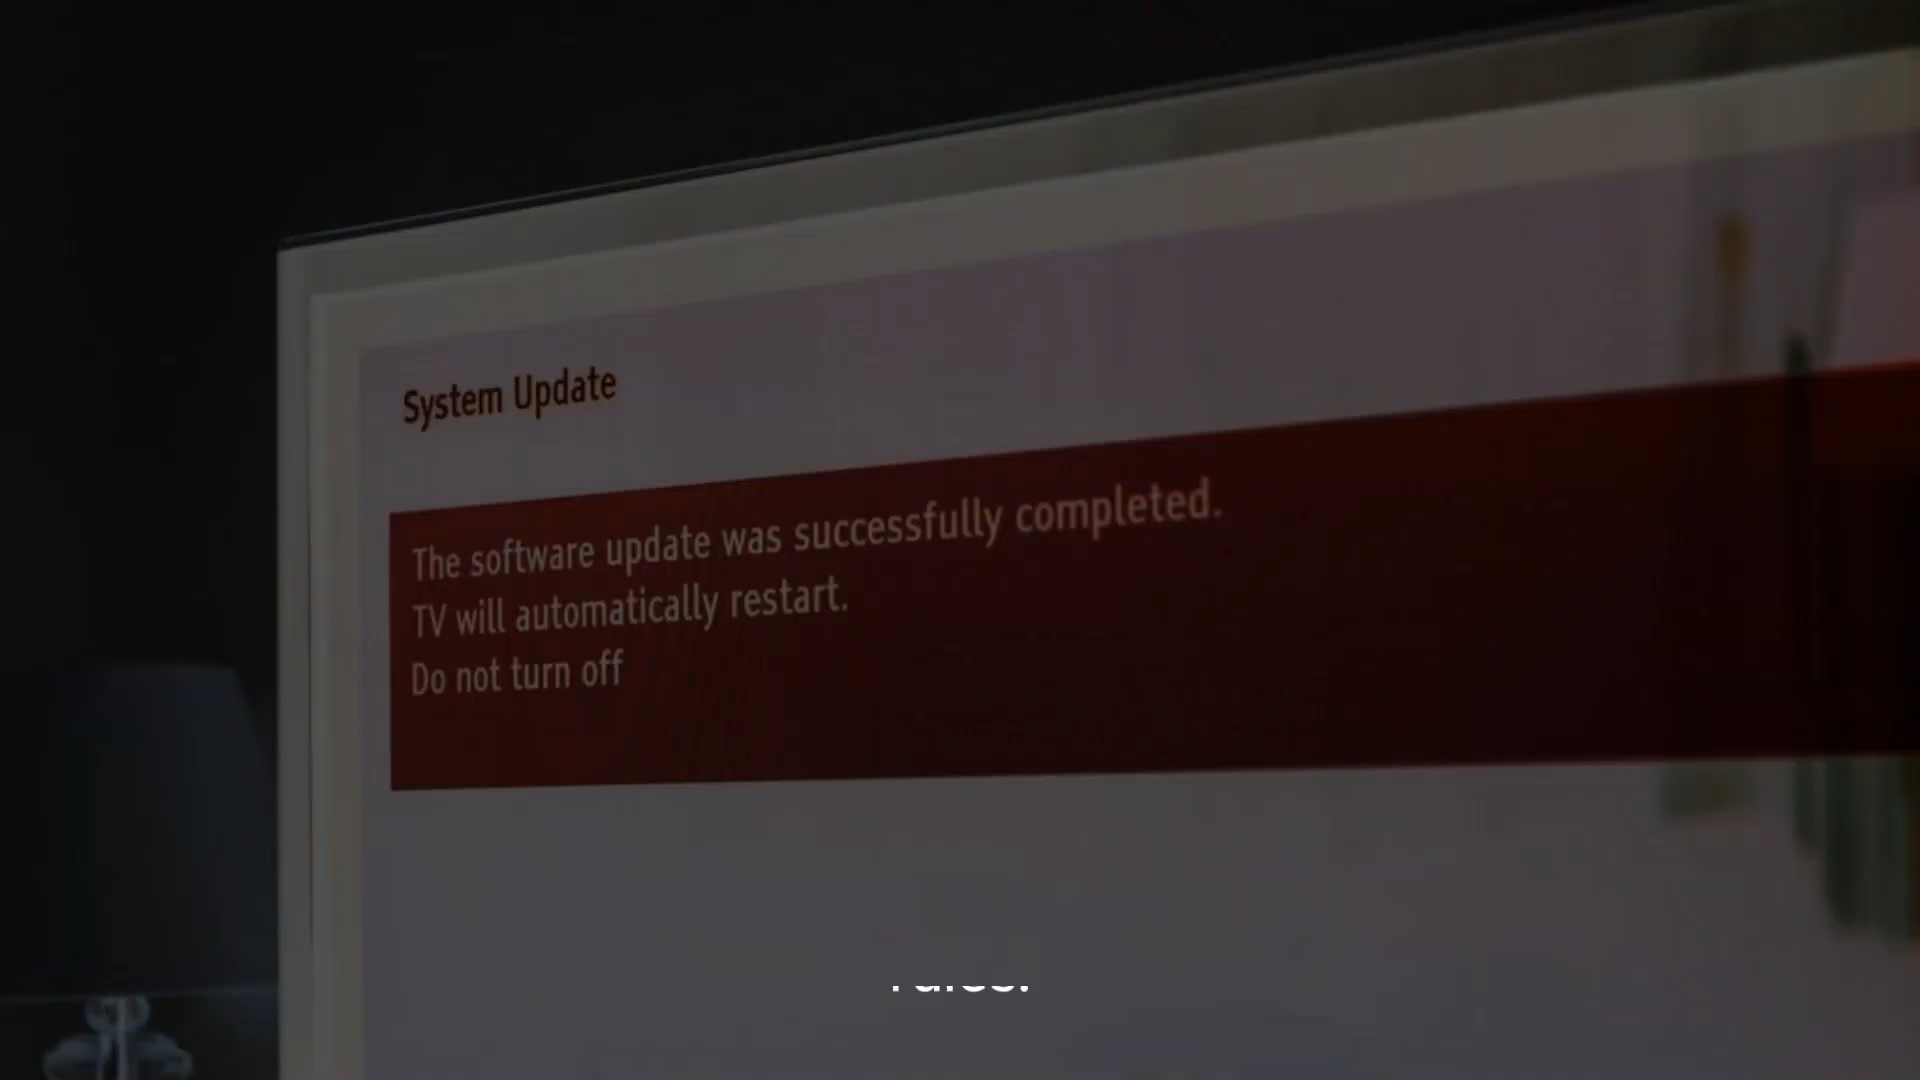 System Update
The software update was successfully completed.
TV will automatically restart.
Do not turn off